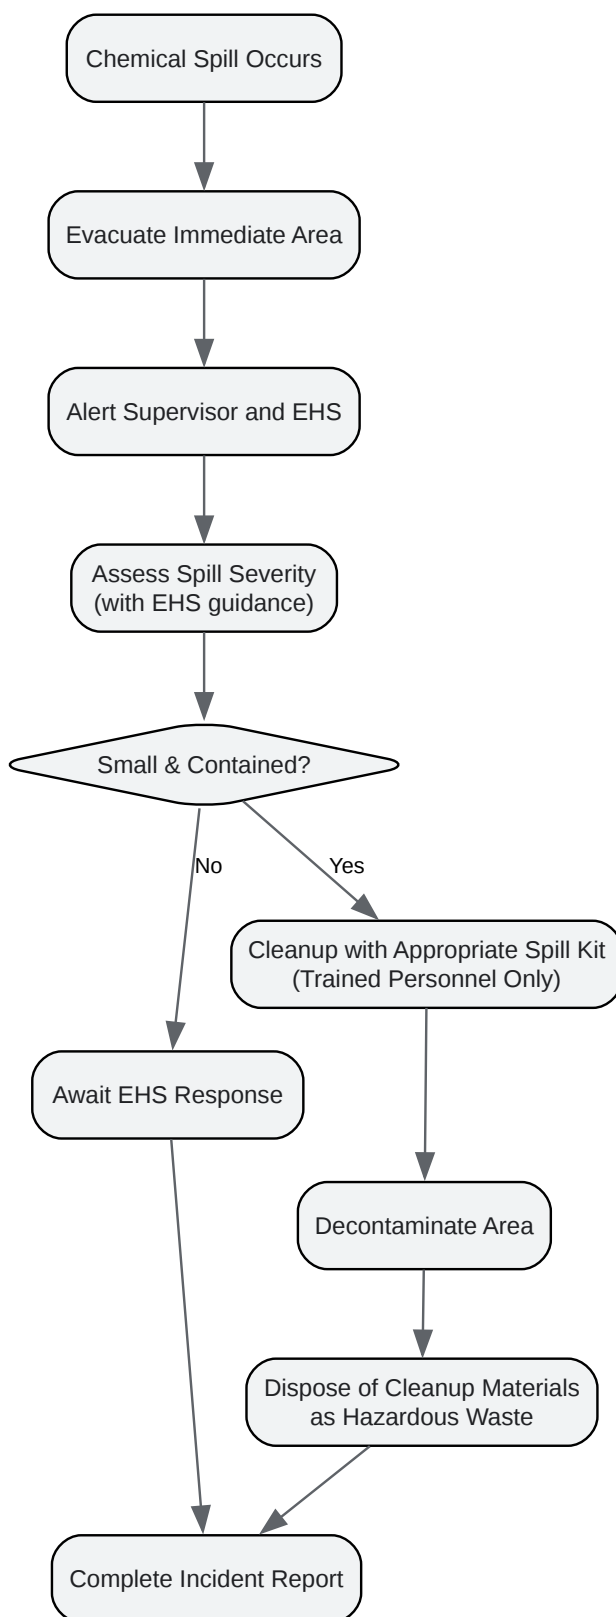 Chemical Spill Occurs
Evacuate Immediate Area
Alert Supervisor and EHS
Assess Spill Severity
(with EHS guidance)
Small & Contained?
No
Yes
Cleanup with Appropriate Spill Kit
(Trained Personnel Only)
Await EHS Response
Decontaminate Area
Dispose of Cleanup Materials
as Hazardous Waste
Complete Incident Report